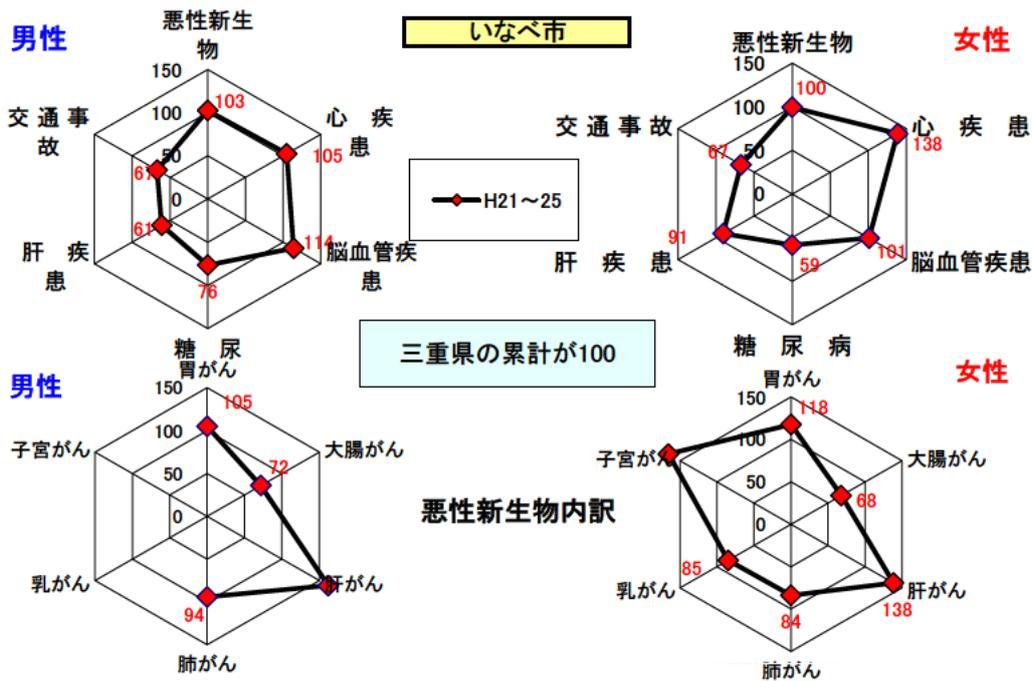 いなべ市
男性
悪性新生
物
150
100
50
0
103
心 疾
患
105
114
脳血管疾
患
76
糖 尿
肝 疾
患
61
交 通 事
故
67
H21～25
女性
悪性新生物
150
100
50
0
100
心 疾 患
138
101
脳血管疾患
59
糖 尿 病
肝 疾 患
91
交 通 事 故
67
三重県の累計が100
男性
胃がん
150
100
50
0
105
大腸がん
72
肝がん
94
肺がん
乳がん
子宮がん
悪性新生物内訳
女性
胃がん
150
100
50
0
118
大腸がん
68
肝がん
138
84
肺がん
85
乳がん
子宮がん